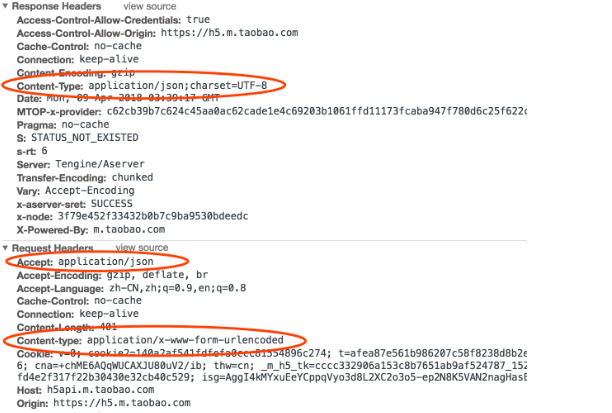 Response Headers view source
Access-Control-Allow-Credentials: true
Access-Control-Allow-Origin: https://h5.m.taobao.com
Cache-Control: no-cache
Connection: keep-alive
Content-Encoding: gzip
Content-Type: application/json;charset=UTF-8
Date: Mon, 09 Apr 2018 03:39:17 GMT
MTOP-x-provider: c62cb39b7c624c45aa0ac62cade1e4c69203b1061ffd11173fcaba947f780d6c25f622c
Pragma: no-cache
S: STATUS_NOT_EXISTED
s-rt: 6
Server: Tengine/Aserver
Transfer-Encoding: chunked
Vary: Accept-Encoding
x-aserver-sret: SUCCESS
x-node: 3f79e452f33432b0b7c9ba9530bdeedc
X-Powered-By: m.taobao.com
Request Headers view source
Accept: application/json
Accept-Encoding: gzip, deflate, br
Accept-Language: zh-CN,zh;q=0.9,en;q=0.8
Cache-Control: no-cache
Connection: keep-alive
Content-Length: 401
Content-type: application/x-www-form-urlencoded
Cookie: v=0; cookie2=140a2af541fdfefa0ccc81554896c274; t=afea87e561b986207c58f8238d8b2e
6; cna=+chME6AQqWUCAXJU80uV2/ib; thw=cn; _m_h5_tk=cccc332906a153c8b7651ab9af524787_152
fd4e2f317f22b30430e32cb40c529; isg=AggI4kMYxuEeYCppqVyo3d8L2XC2o3o5-ep2N8K5VAN2nagHasE
Host: h5api.m.taobao.com
Origin: https://h5.m.taobao.com